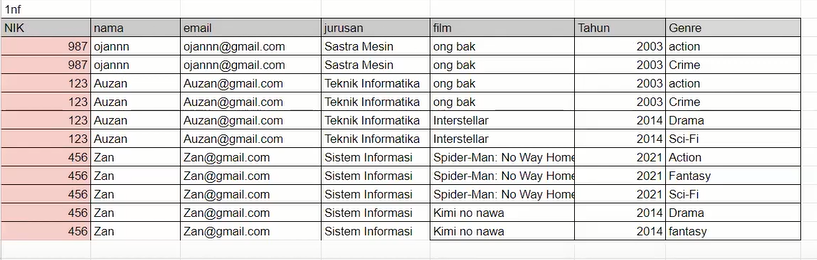 1nf
NIK nama email jurusan film Tahun Genre
987 ojannn ojannn@gmail.com Sastra Mesin ong bak 2003 action
987 ojannn ojannn@gmail.com Sastra Mesin ong bak 2003 Crime
123 Auzan Auzan@gmail.com Teknik Informatika ong bak 2003 action
123 Auzan Auzan@gmail.com Teknik Informatika ong bak 2003 Crime
123 Auzan Auzan@gmail.com Teknik Informatika Interstellar 2014 Drama
123 Auzan Auzan@gmail.com Teknik Informatika Interstellar 2014 Sci-Fi
456 Zan Zan@gmail.com Sistem Informasi Spider-Man: No Way Home 2021 Action
456 Zan Zan@gmail.com Sistem Informasi Spider-Man: No Way Home 2021 Fantasy
456 Zan Zan@gmail.com Sistem Informasi Spider-Man: No Way Home 2021 Sci-Fi
456 Zan Zan@gmail.com Sistem Informasi Kimi no nawa 2014 Drama
456 Zan Zan@gmail.com Sistem Informasi Kimi no nawa 2014 fantasy